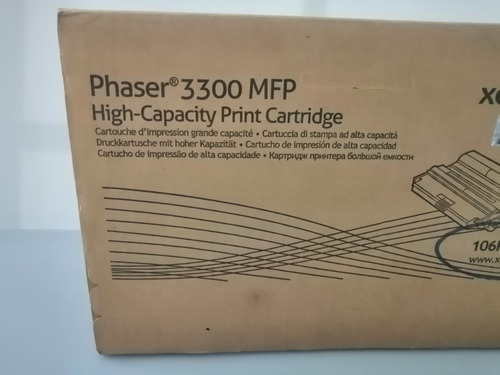 Phaser® 3300 MFP
High-Capacity Print Cartridge
Cartouche d'impression grande capacité • Cartuccia di stampa ad alta capacità
Druckkartusche mit hoher Kapazität • Cartucho de impresión de alta capacidad
Cartucho de impressão de alta capacidade • Картридж принтера большой емкости